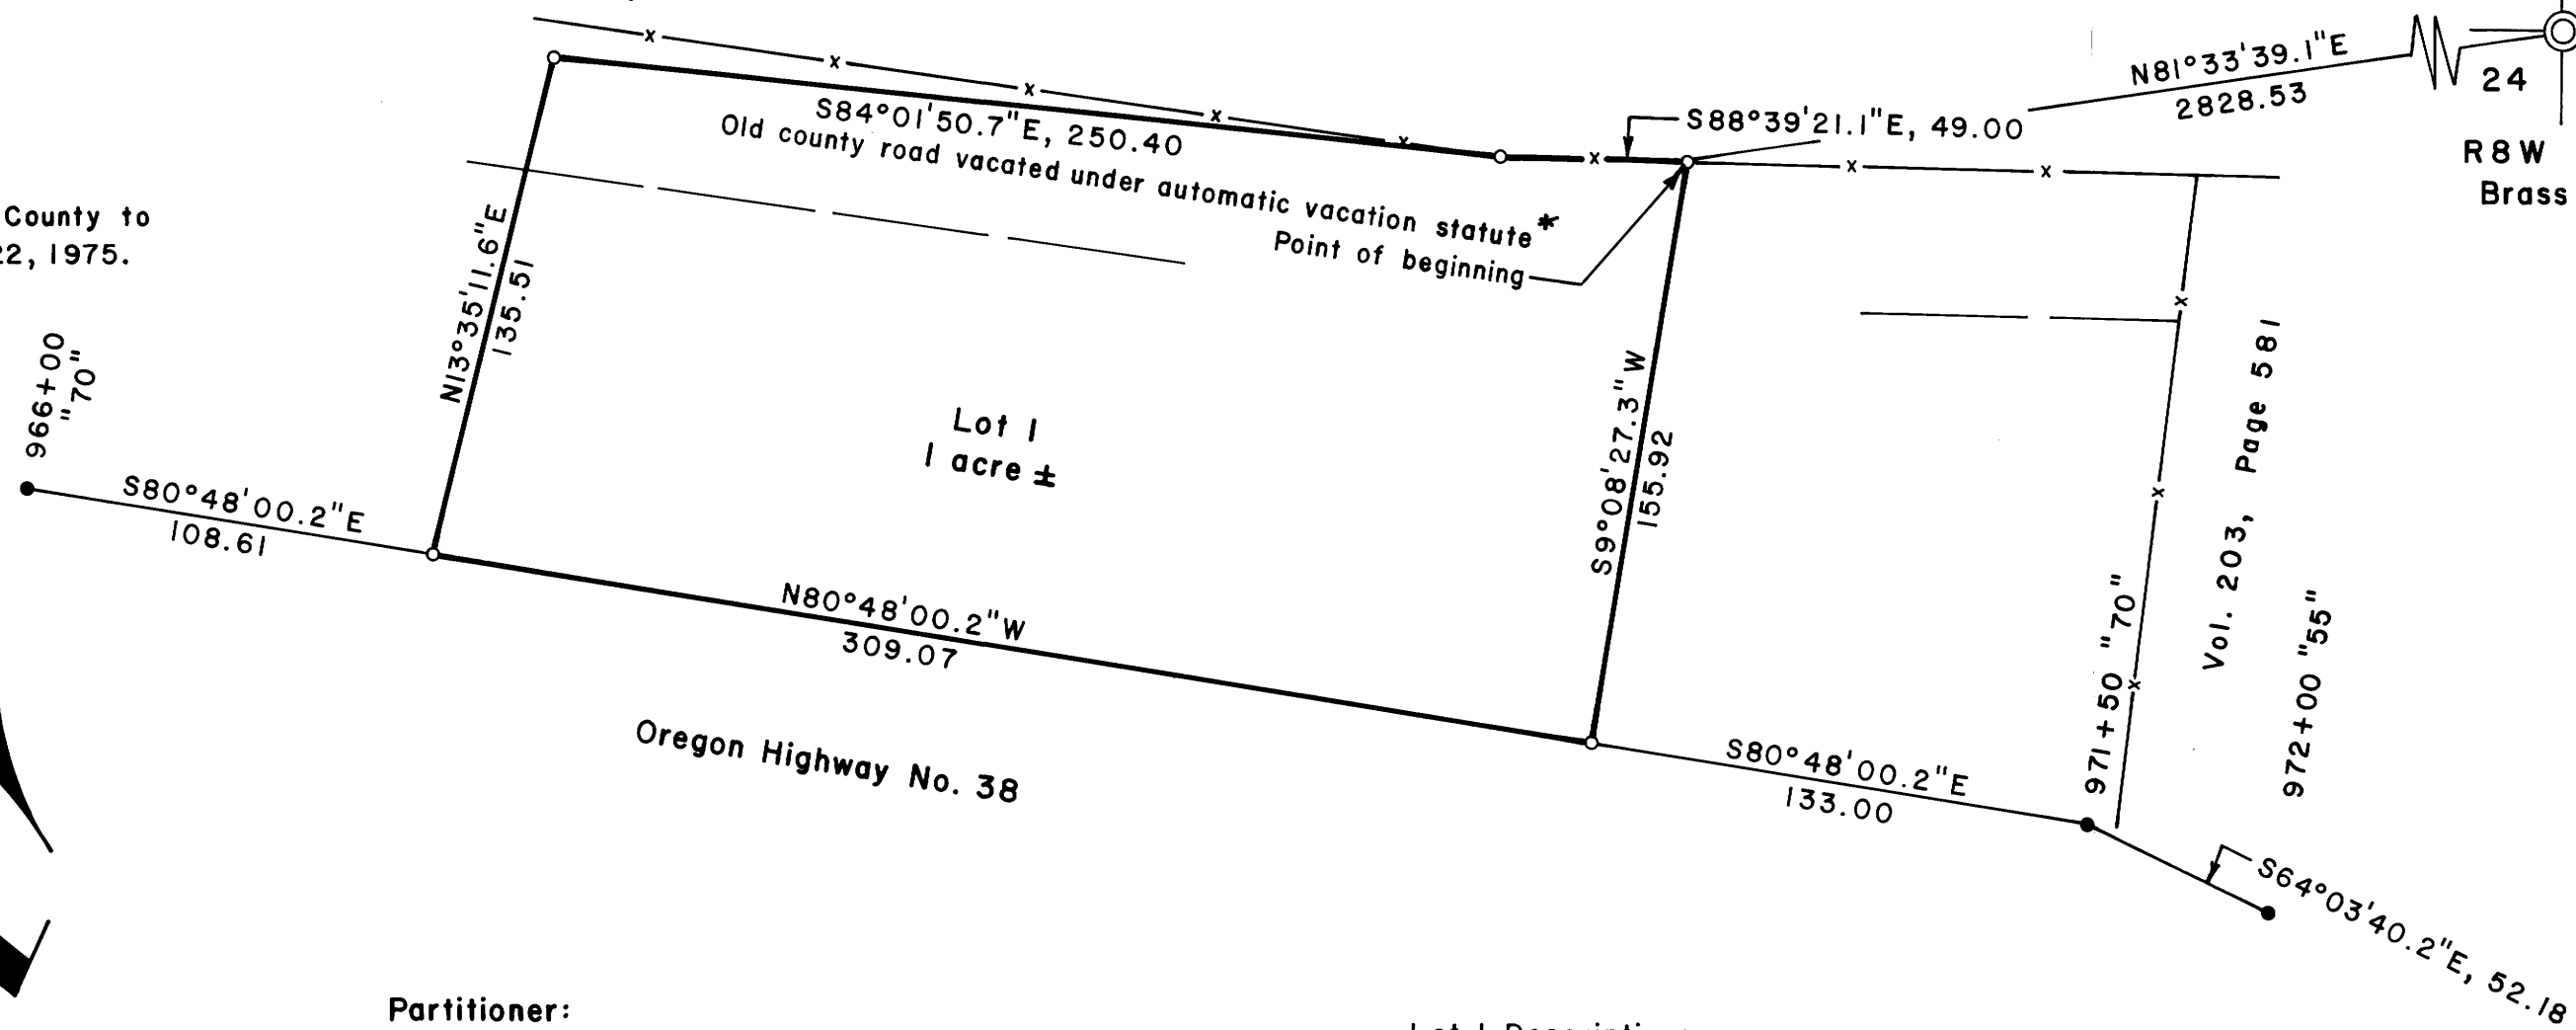 N81°33'39.1"E
2828.53
24
R 8 W
Brass
S88°39'21.1"E, 49.00
S84°01'50.7"E, 250.40
Old county road vacated under automatic vacation statute*
Point of beginning
County to
22, 1975.
N13°35'11.6"E
135.51
966+00
"70"
S80°48'00.2"E
108.61
Lot 1
1 acre ±
S9°08'27.3"W
155.92
Vol. 203, Page 581
N80°48'00.2"W
309.07
Oregon Highway No. 38
971+50 "70"
972+00 "55"
S80°48'00.2"E
133.00
S64°03'40.2"E, 52.18
Partitioner:
Lot 1 Descripti